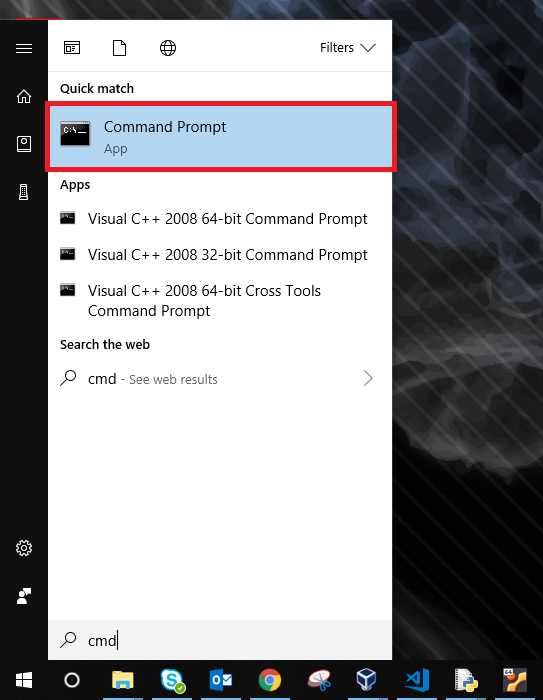 Filters
Quick match
C:\_
Command Prompt
App
Apps
Visual C++ 2008 64-bit Command Prompt
Visual C++ 2008 32-bit Command Prompt
Visual C++ 2008 64-bit Cross Tools
Command Prompt
Search the web
cmd - See web results
cmd
64